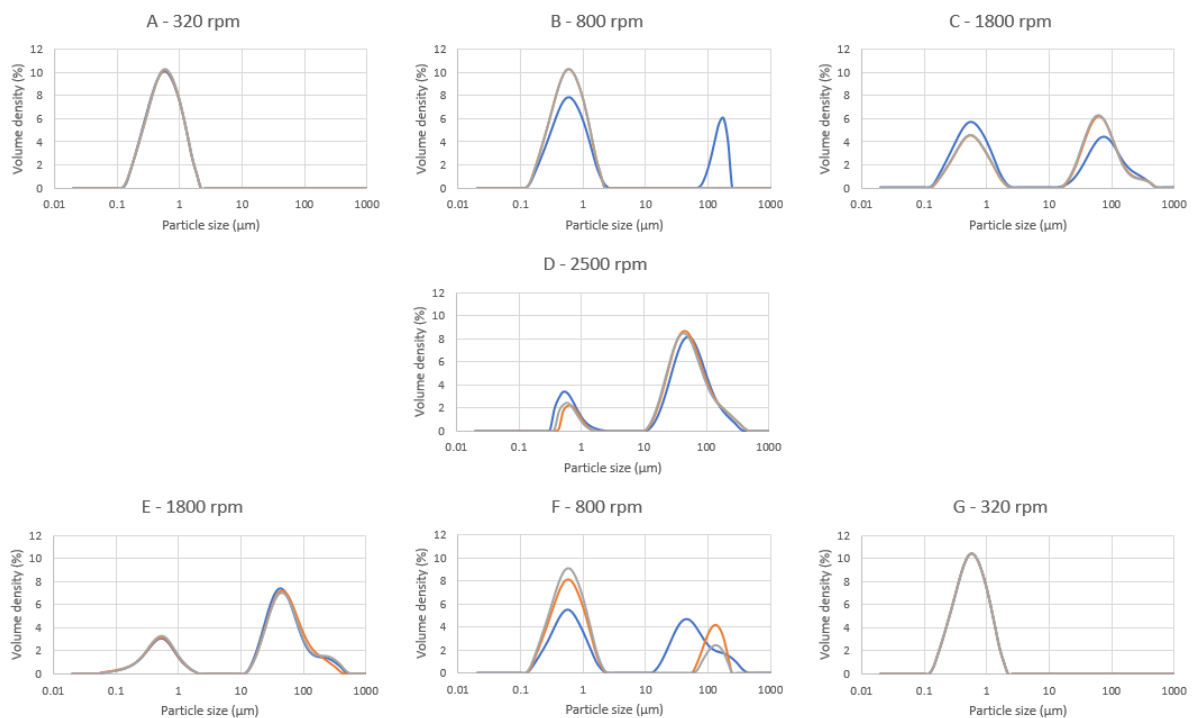 A - 320 rpm
Volume density (%)
12
10
8
6
4
2
0
0.01 0.1 1 10 100 1000
Particle size (µm)
B - 800 rpm
Volume density (%)
12
10
8
6
4
2
0
0.01 0.1 1 10 100 1000
Particle size (µm)
C - 1800 rpm
Volume density (%)
12
10
8
6
4
2
0
0.01 0.1 1 10 100 1000
Particle size (µm)
D - 2500 rpm
Volume density (%)
12
10
8
6
4
2
0
0.01 0.1 1 10 100 1000
Particle size (µm)
E - 1800 rpm
Volume density (%)
12
10
8
6
4
2
0
0.01 0.1 1 10 100 1000
Particle size (µm)
F - 800 rpm
Volume density (%)
12
10
8
6
4
2
0
0.01 0.1 1 10 100 1000
Particle size (µm)
G - 320 rpm
Volume density (%)
12
10
8
6
4
2
0
0.01 0.1 1 10 100 1000
Particle size (µm)